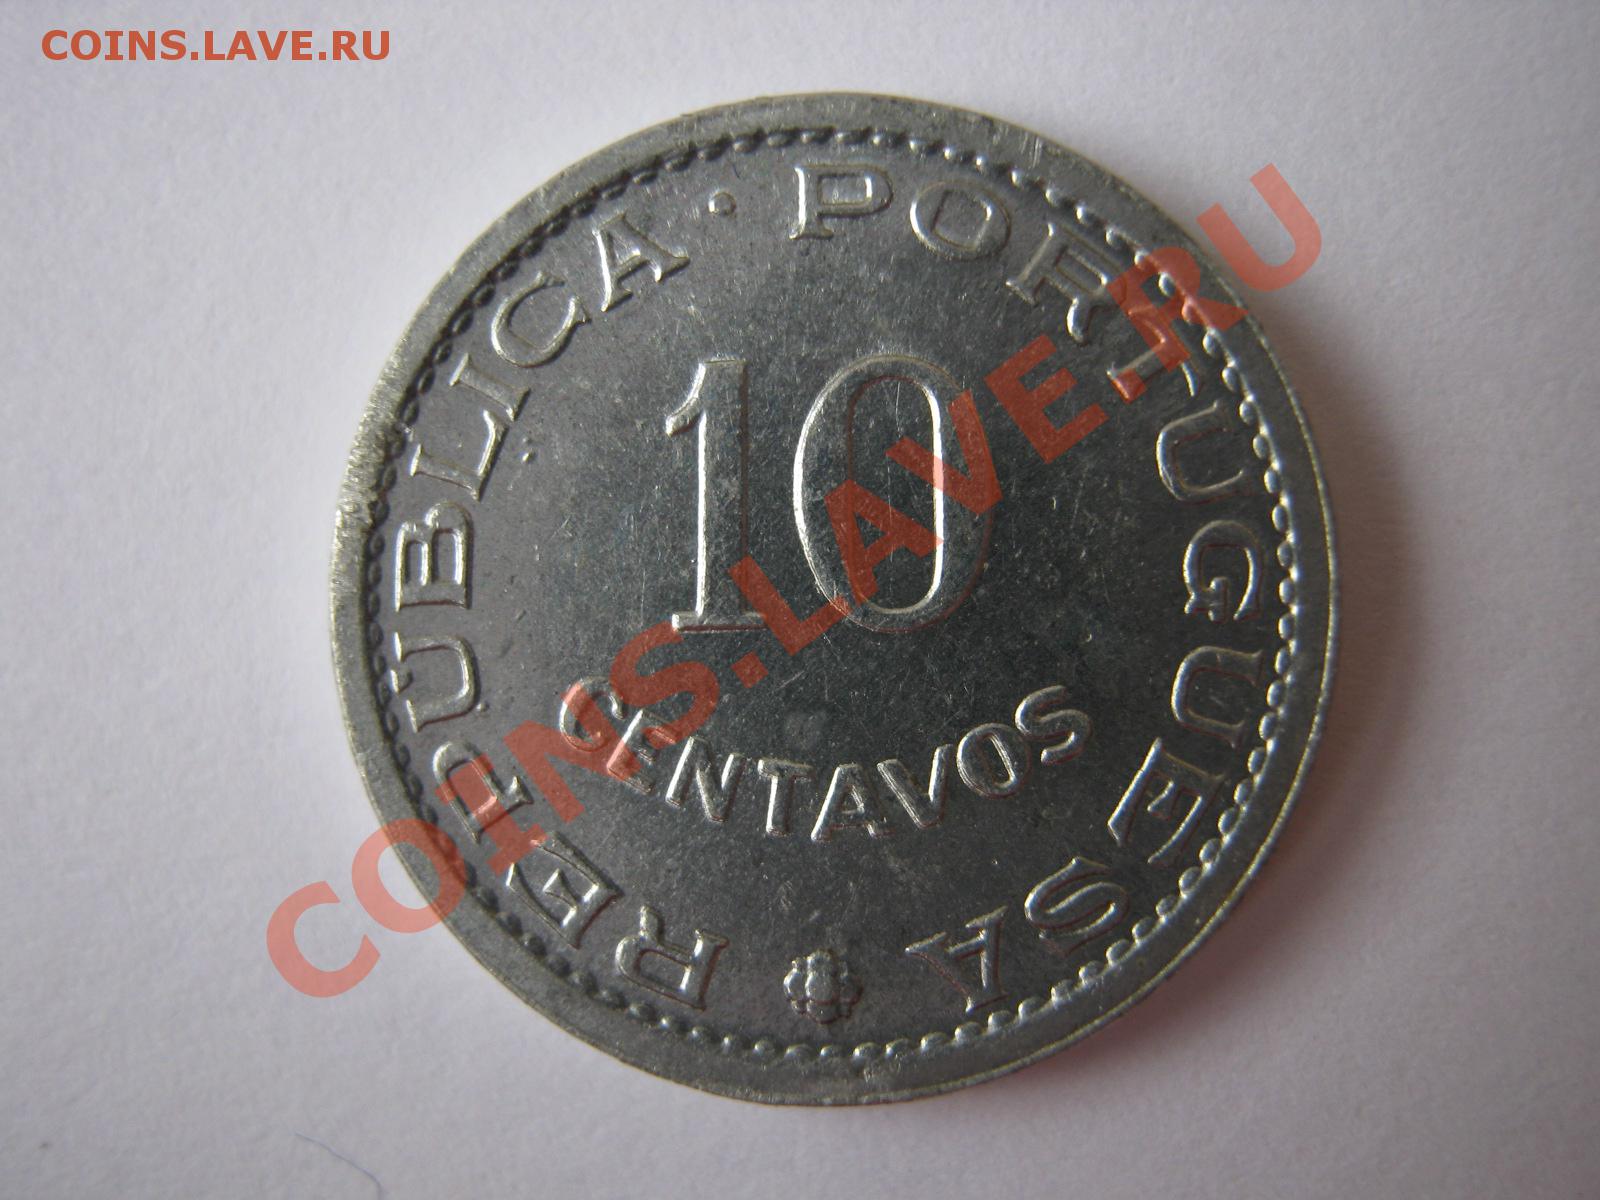 COINS.LAVE.RU
REPUBLICA · PORTUGUESA
10
CENTAVOS
COINS.LAVE.RU